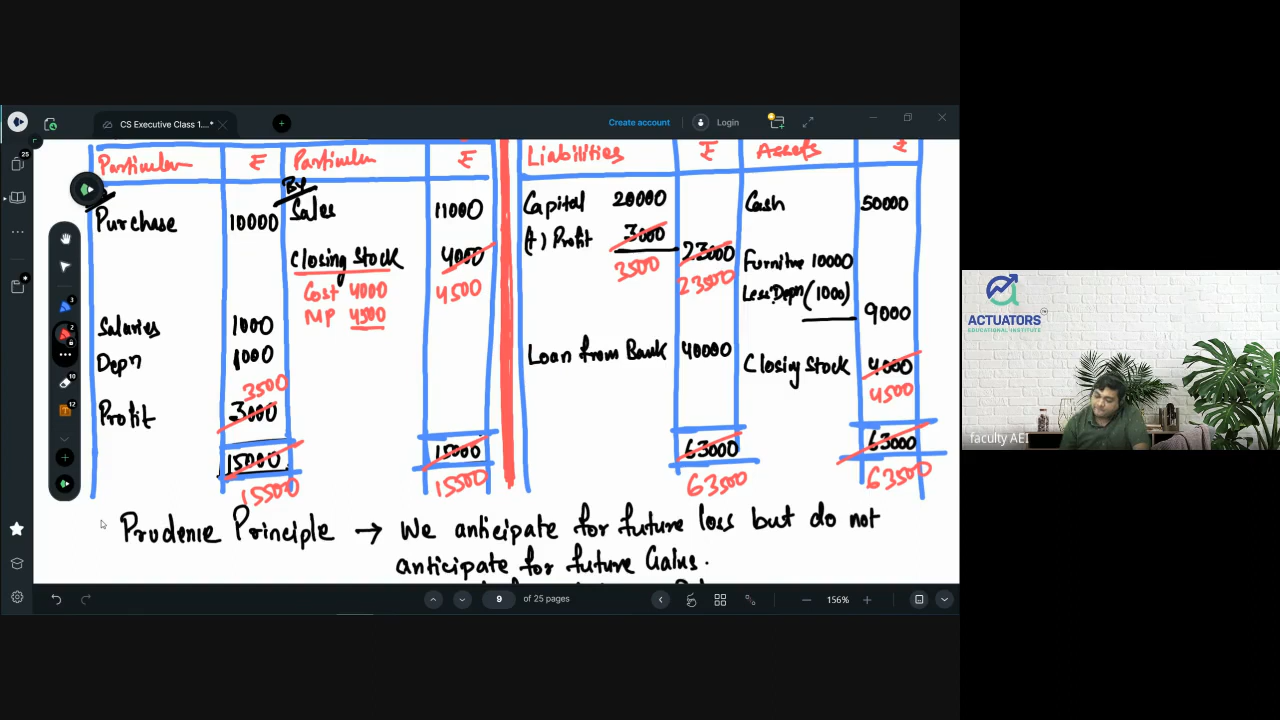 CS Executive Class 1....*
Create account
Login
25
Particular ₹ Particular ₹
Liabilities ₹ Assets ₹
By
Purchase 10000 Sales 11000
Closing Stock 4000 4500
Cost 4000
MP 4500
Salaries 1000
Depn 1000
3500
Profit 3000
15000 15000
15500 15500
Capital 20000 Cash 50000
(+) Profit 3000 23000
3500 23500
Furniture 10000
Less: Depn (1000) 9000
Loan from Bank 40000 Closing Stock 4000
4500
63000 63000
63500 63500
Prudence Principle → We anticipate for future loss but do not
anticipate for future Gains.
ACTUATORS
EDUCATIONAL INSTITUTE
faculty AEI
9 of 25 pages
156%